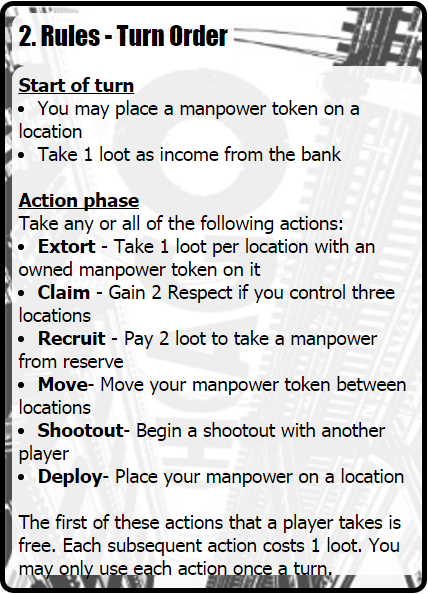 2. Rules - Turn Order
Start of turn
• You may place a manpower token on a
location
• Take 1 loot as income from the bank
Action phase
Take any or all of the following actions:
• Extort - Take 1 loot per location with an
owned manpower token on it
• Claim - Gain 2 Respect if you control three
locations
• Recruit - Pay 2 loot to take a manpower
from reserve
• Move- Move your manpower token between
locations
• Shootout- Begin a shootout with another
player
• Deploy- Place your manpower on a location
The first of these actions that a player takes is
free. Each subsequent action costs 1 loot. You
may only use each action once a turn.